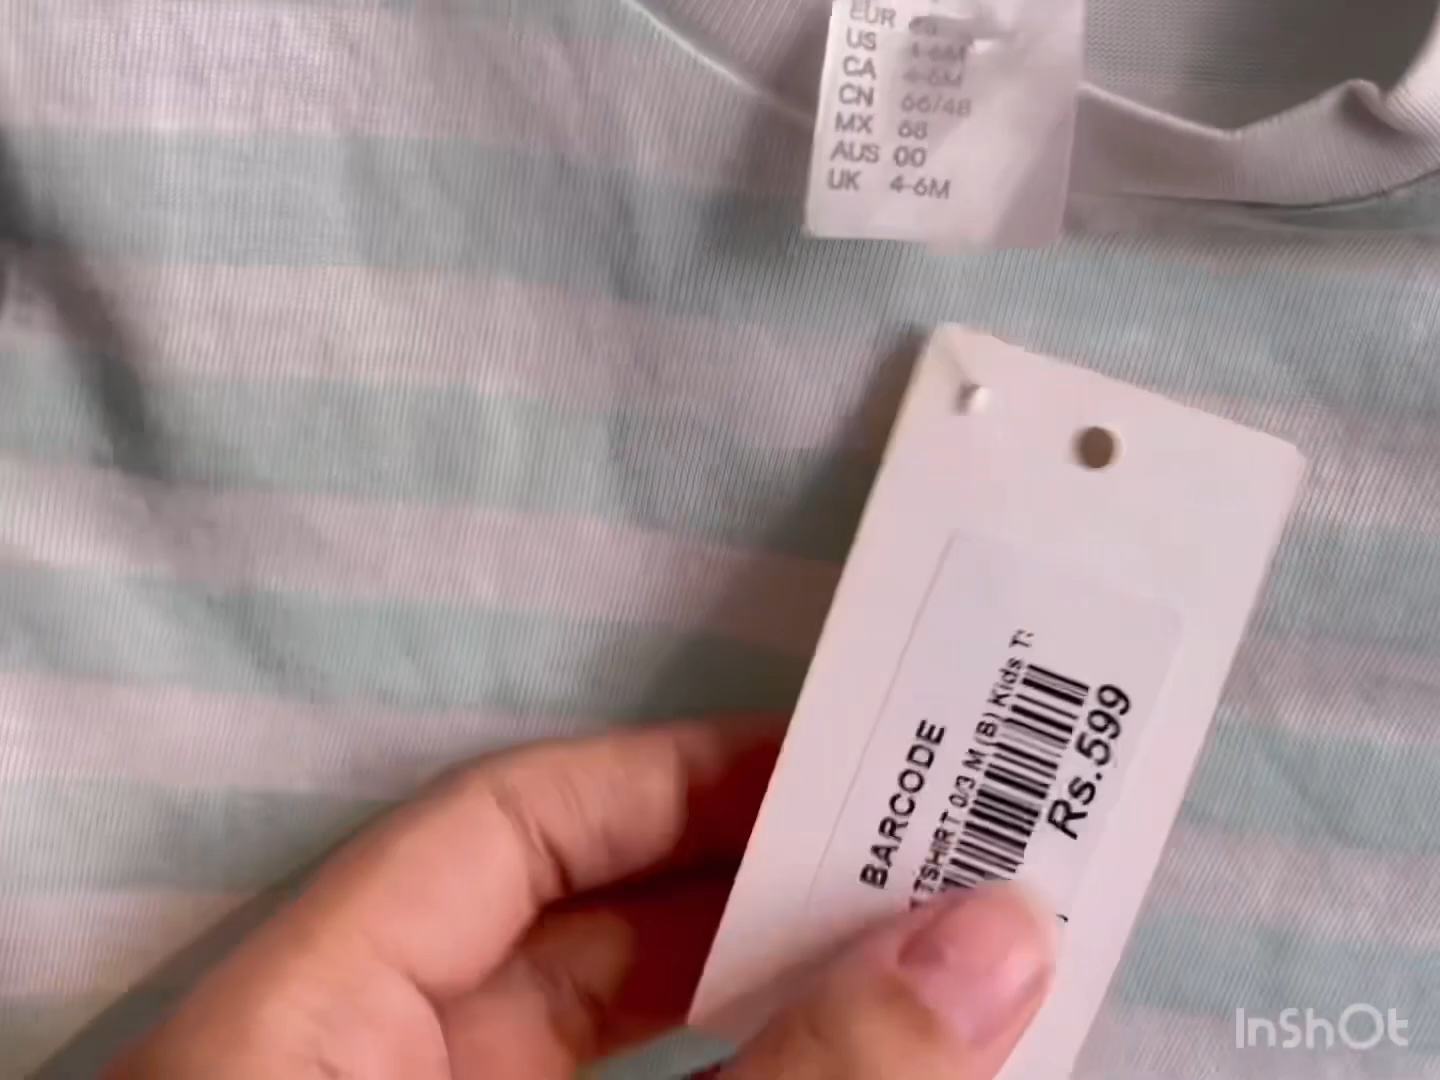 EUR 68
US 4-6M
CA 4-6M
CN 66/48
MX 68
AUS 00
UK 4-6M
BARCODE
TSHIRT 0/3 M (B) Kids T
Rs.599
InShOt